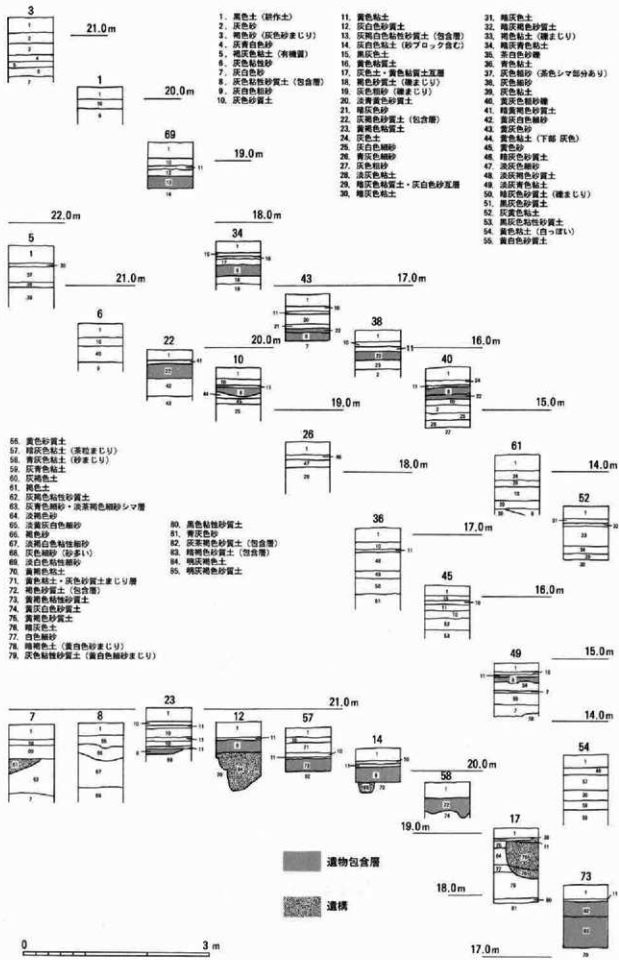 1. 黒色土（耕作土）
2. 灰色砂
3. 褐色砂（灰色砂まじり）
4. 灰青白色砂
5. 褐灰色粘土（有機質）
6. 灰色粘性砂
7. 灰白色砂
8. 灰色粘性砂質土（包含層）
9. 灰白色粗砂
10. 灰色砂質土
11. 黄色粘土
12. 灰白色砂質土
13. 灰褐白色粘性砂質土（包含層）
14. 灰白色粘土（砂ブロック含む）
15. 黒灰色土
16. 黄色粘質土
17. 灰色土・黄色粘質土互層
18. 褐色砂質土（礫まじり）
19. 灰色粗砂（礫まじり）
20. 淡青黄色砂質土
21. 暗灰色砂
22. 灰褐色砂質土（包含層）
23. 黄褐色粘質土
24. 灰色土
25. 灰白色細砂
26. 青灰色細砂
27. 灰色粗砂
28. 淡灰色粘土
29. 暗灰色粘質土・灰白色砂互層
30. 暗灰色粘土
31. 暗灰色土
32. 暗灰褐色砂質土
33. 褐色粘土（礫まじり）
34. 暗灰青色粘土
35. 茶白色砂礫
36. 青色粘土
37. 灰色細砂（茶色シマ部分あり）
38. 灰色細砂
39. 灰色粘土
40. 黄灰色粗砂礫
41. 暗黄褐色砂質土
42. 黄灰白色細砂
43. 黄灰色砂
44. 黄色粘土（下部 灰色）
45. 黄色砂
46. 暗灰色砂質土
47. 淡灰色細砂
48. 淡灰褐色砂質土
49. 淡灰青色粘土
50. 暗灰色砂質土（礫まじり）
51. 黒灰色砂質土
52. 灰黄色粘土
53. 黒灰色粘性砂質土
54. 黄色粘土（白っぽい）
55. 黄白色砂質土
56. 黄色砂質土
57. 暗灰色粘土（茶粒まじり）
58. 青灰色粘土（砂まじり）
59. 灰青色粘土
60. 灰褐色土
61. 褐色土
62. 灰褐色粘性砂質土
63. 灰青色細砂・淡茶褐色細砂シマ層
64. 淡褐色砂
65. 淡黄灰白色細砂
66. 褐色砂
67. 淡褐白色粘性細砂
68. 灰色細砂（砂多い）
69. 淡白色粘性細砂
70. 黄褐色粘土
71. 黄色粘土・灰色砂質土まじり層
72. 褐色砂質土（包含層）
73. 黄褐色粘性砂質土
74. 黄灰白色砂質土
75. 黄褐色砂質土
76. 暗灰色土
77. 白色細砂
78. 暗褐色土（黄白色砂まじり）
79. 灰色粘性砂質土（黄白色細砂まじり）
80. 黒色粘性砂質土
81. 青灰色砂
82. 灰茶褐色砂質土（包含層）
83. 暗褐色砂質土（包含層）
84. 明灰褐色土
85. 明灰褐色砂質土
3
21.0m
1
20.0m
69
19.0m
22.0m
5
21.0m
6
22
20.0m
10
19.0m
18.0m
34
17.0m
43
38
16.0m
40
15.0m
26
18.0m
61
14.0m
52
36
17.0m
45
16.0m
49
15.0m
14.0m
7
8
23
21.0m
12
57
14
20.0m
58
54
19.0m
17
18.0m
73
17.0m
遺物包含層
遺構
0
3 m